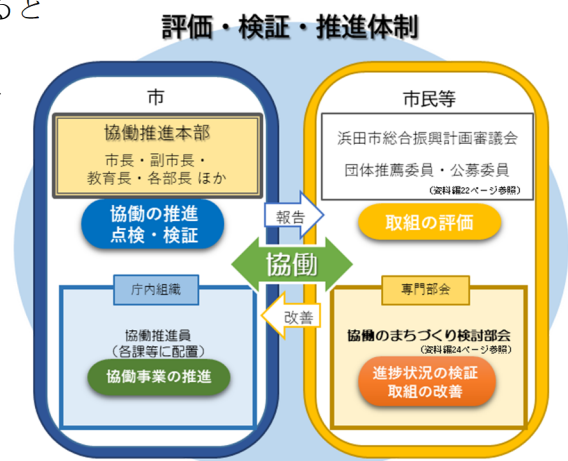 ると
評価・検証・推進体制
市
協働推進本部
市長・副市長・
教育長・各部長 ほか
協働の推進
点検・検証
庁内組織
協働推進員
（各課等に配置）
協働事業の推進
報告
協働
改善
市民等
浜田市総合振興計画審議会
団体推薦委員・公募委員
（資料編22ページ参照）
取組の評価
専門部会
協働のまちづくり検討部会
（資料編24ページ参照）
進捗状況の検証
取組の改善